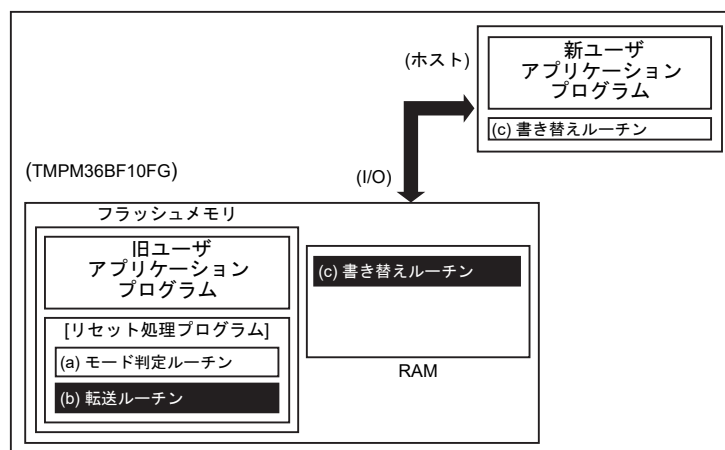 (ホスト)
新ユーザ
アプリケーション
プログラム
(c) 書き替えルーチン
(TMPM36BF10FG)
(I/O)
フラッシュメモリ
旧ユーザ
アプリケーション
プログラム
[リセット処理プログラム]
(a) モード判定ルーチン
(b) 転送ルーチン
(c) 書き替えルーチン
RAM